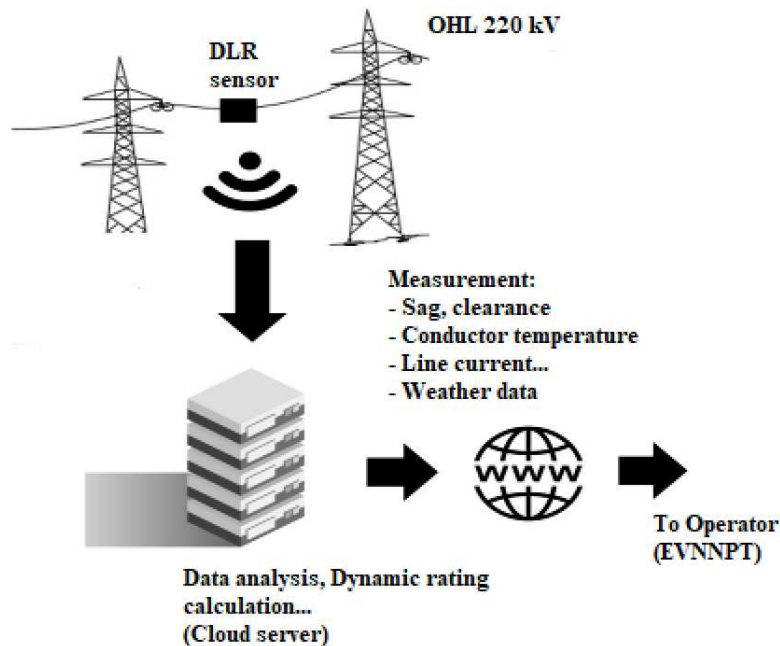 OHL 220 kV
DLR
sensor
Measurement:
- Sag, clearance
- Conductor temperature
- Line current...
- Weather data
WWW
To Operator
(EVNNPT)
Data analysis, Dynamic rating
calculation...
(Cloud server)